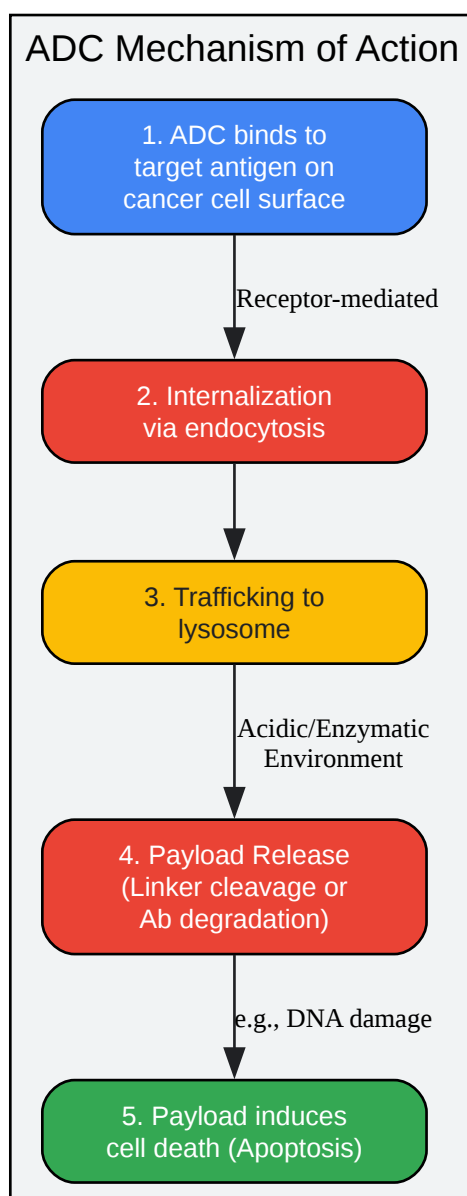 ADC Mechanism of Action
1. ADC binds to
target antigen on
cancer cell surface
Receptor-mediated
2. Internalization
via endocytosis
3. Trafficking to
lysosome
Acidic/Enzymatic
Environment
4. Payload Release
(Linker cleavage or
Ab degradation)
e.g., DNA damage
5. Payload induces
cell death (Apoptosis)